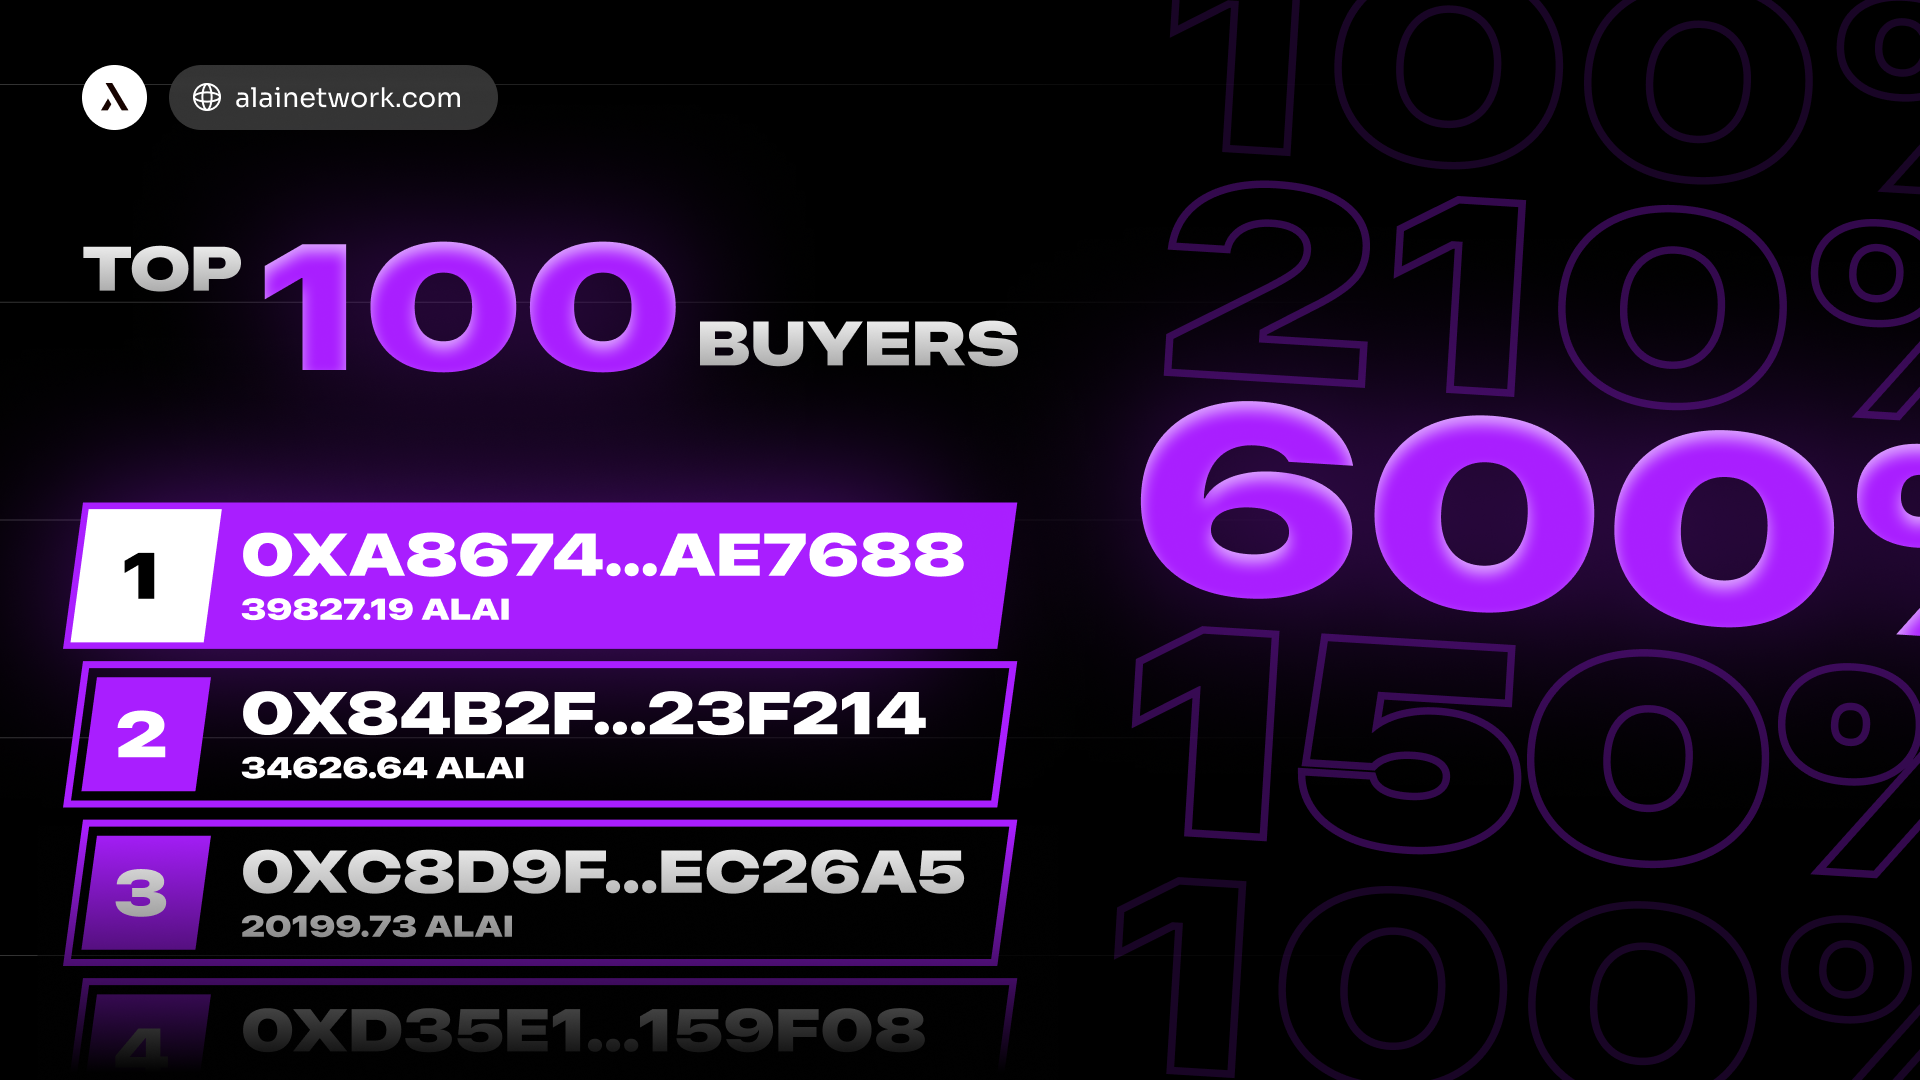 alainetwork.com
TOP 100 BUYERS
1
0XA8674...AE7688
39827.19 ALAI
2
0X84B2F...23F214
34626.64 ALAI
3
0XC8D9F...EC26A5
20199.73 ALAI
4
0XD35E1...159F08
100%
210%
600%
150%
100%